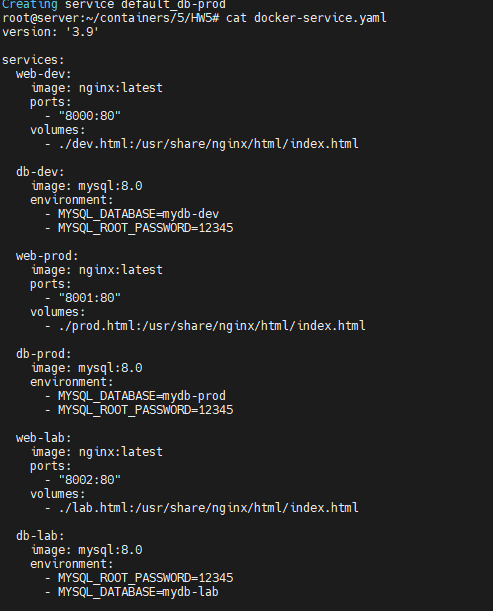 Creating service default_db-prod
root@server:~/containers/5/HW5# cat docker-service.yaml
version: '3.9'

services:
  web-dev:
    image: nginx:latest
    ports:
      - "8000:80"
    volumes:
      - ./dev.html:/usr/share/nginx/html/index.html

  db-dev:
    image: mysql:8.0
    environment:
      - MYSQL_DATABASE=mydb-dev
      - MYSQL_ROOT_PASSWORD=12345

  web-prod:
    image: nginx:latest
    ports:
      - "8001:80"
    volumes:
      - ./prod.html:/usr/share/nginx/html/index.html

  db-prod:
    image: mysql:8.0
    environment:
      - MYSQL_DATABASE=mydb-prod
      - MYSQL_ROOT_PASSWORD=12345

  web-lab:
    image: nginx:latest
    ports:
      - "8002:80"
    volumes:
      - ./lab.html:/usr/share/nginx/html/index.html

  db-lab:
    image: mysql:8.0
    environment:
      - MYSQL_ROOT_PASSWORD=12345
      - MYSQL_DATABASE=mydb-lab